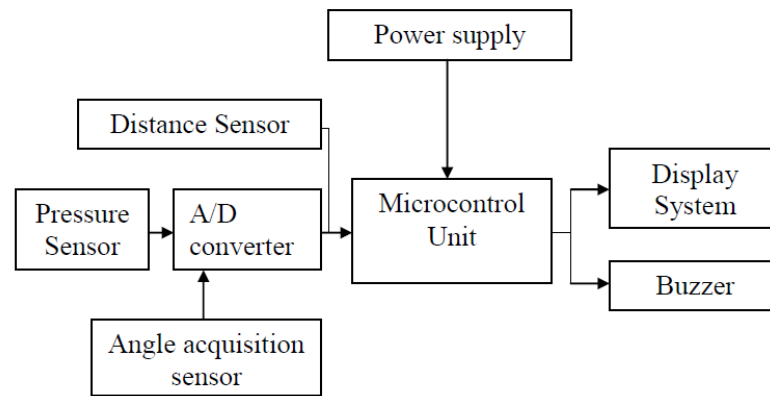 Power supply
Distance Sensor
Pressure
Sensor
A/D
converter
Microcontrol
Unit
Display
System
Buzzer
Angle acquisition
sensor